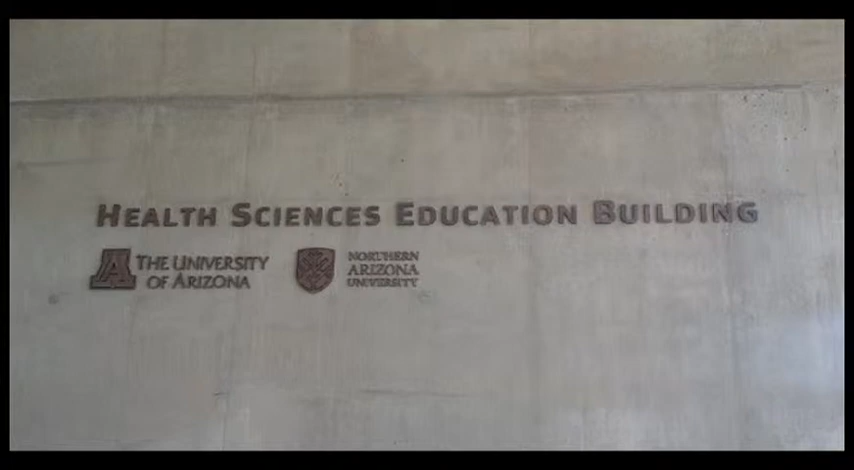 Health Sciences Education Building
A The University
of Arizona
Northern
Arizona
University